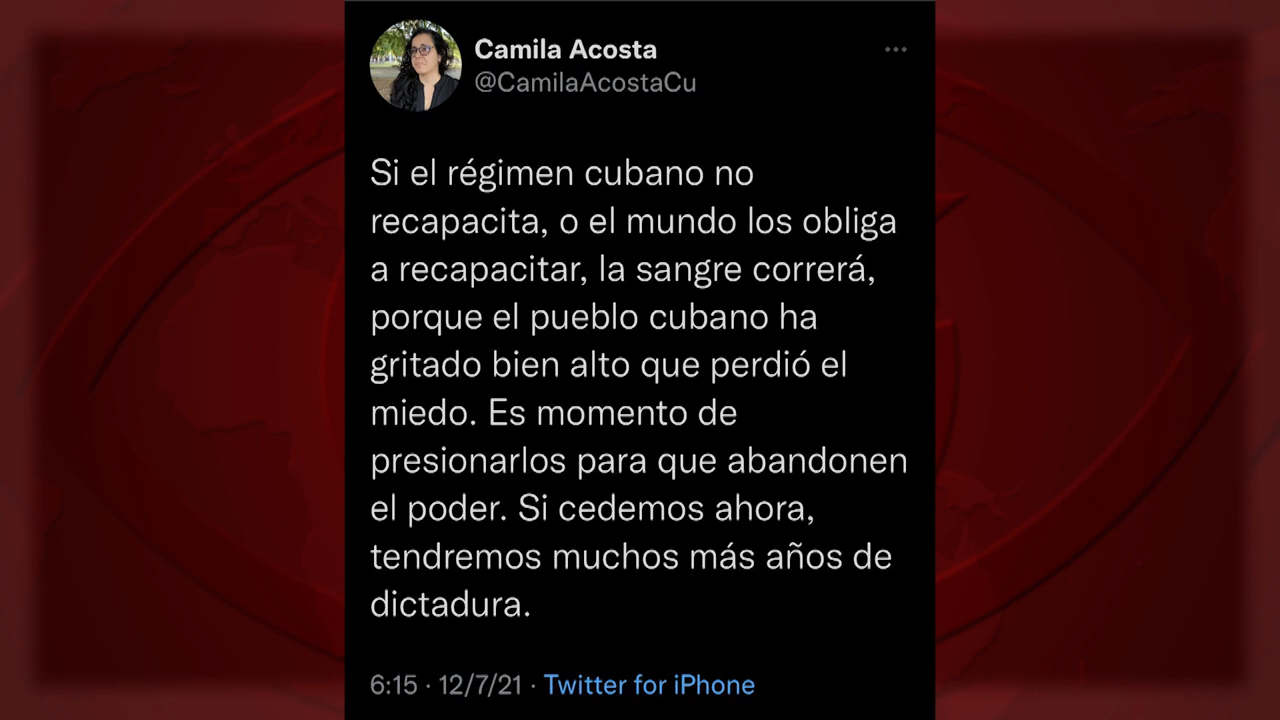 Camila Acosta
@CamilaAcostaCu
Si el régimen cubano no
recapacita, o el mundo los obliga
a recapacitar, la sangre correrá,
porque el pueblo cubano ha
gritado bien alto que perdió el
miedo. Es momento de
presionarlos para que abandonen
el poder. Si cedemos ahora,
tendremos muchos más años de
dictadura.
6:15 · 12/7/21 · Twitter for iPhone